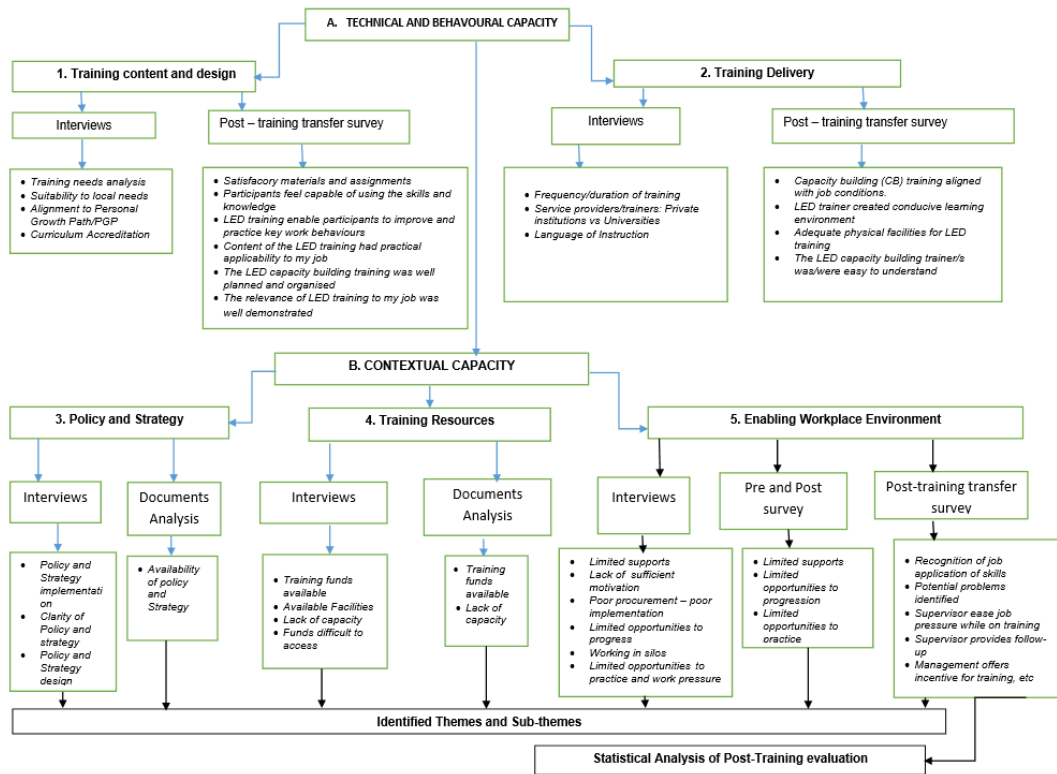 A. TECHNICAL AND BEHAVOURAL CAPACITY
1. Training content and design
2. Training Delivery
Interviews
Post – training transfer survey
Interviews
Post – training transfer survey
• Training needs analysis
• Suitability to local needs
• Alignment to Personal
Growth Path/PGP
• Curriculum Accreditation
• Satisfacory materials and assignments
• Participants feel capable of using the skills and
knowledge
• LED training enable participants to improve and
practice key work behaviours
• Content of the LED training had practical
applicability to my job
• The LED capacity building training was well
planned and organised
• The relevance of LED training to my job was
well demonstrated
• Frequency/duration of training
• Service providers/trainers: Private
institutions vs Universities
• Language of Instruction
• Capacity building (CB) training aligned
with job conditions.
• LED trainer created conducive learning
environment
• Adequate physical facilities for LED
training
• The LED capacity building trainer/s
was/were easy to understand
B. CONTEXTUAL CAPACITY
3. Policy and Strategy
4. Training Resources
5. Enabling Workplace Environment
Interviews
Documents
Analysis
Interviews
Documents
Analysis
Interviews
Pre and Post
survey
Post-training transfer
survey
• Policy and
Strategy
implementati
on
• Clarity of
Policy and
strategy
• Policy and
Strategy
design
• Availability
of policy
and
Strategy
• Training funds
available
• Available Facilities
• Lack of capacity
• Funds difficult to
access
• Training funds
available
• Lack of
capacity
• Limited supports
• Lack of sufficient
motivation
• Poor procurement – poor
implementation
• Limited opportunities to
progress
• Working in silos
• Limited opportunities to
practice and work pressure
• Limited supports
• Limited
opportunities to
progression
• Limited
opportunities to
practice
• Recognition of job
application of skills
• Potential problems
identified
• Supervisor ease job
pressure while on training
• Supervisor provides follow-
up
• Management offers
incentive for training, etc
Identified Themes and Sub-themes
Statistical Analysis of Post-Training evaluation